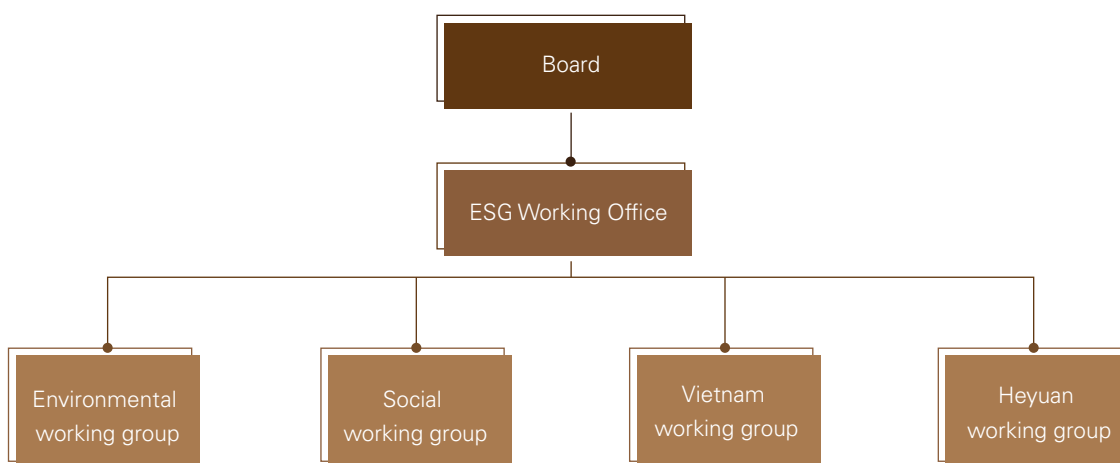 Board
ESG Working Office
Environmental
working group
Social
working group
Vietnam
working group
Heyuan
working group